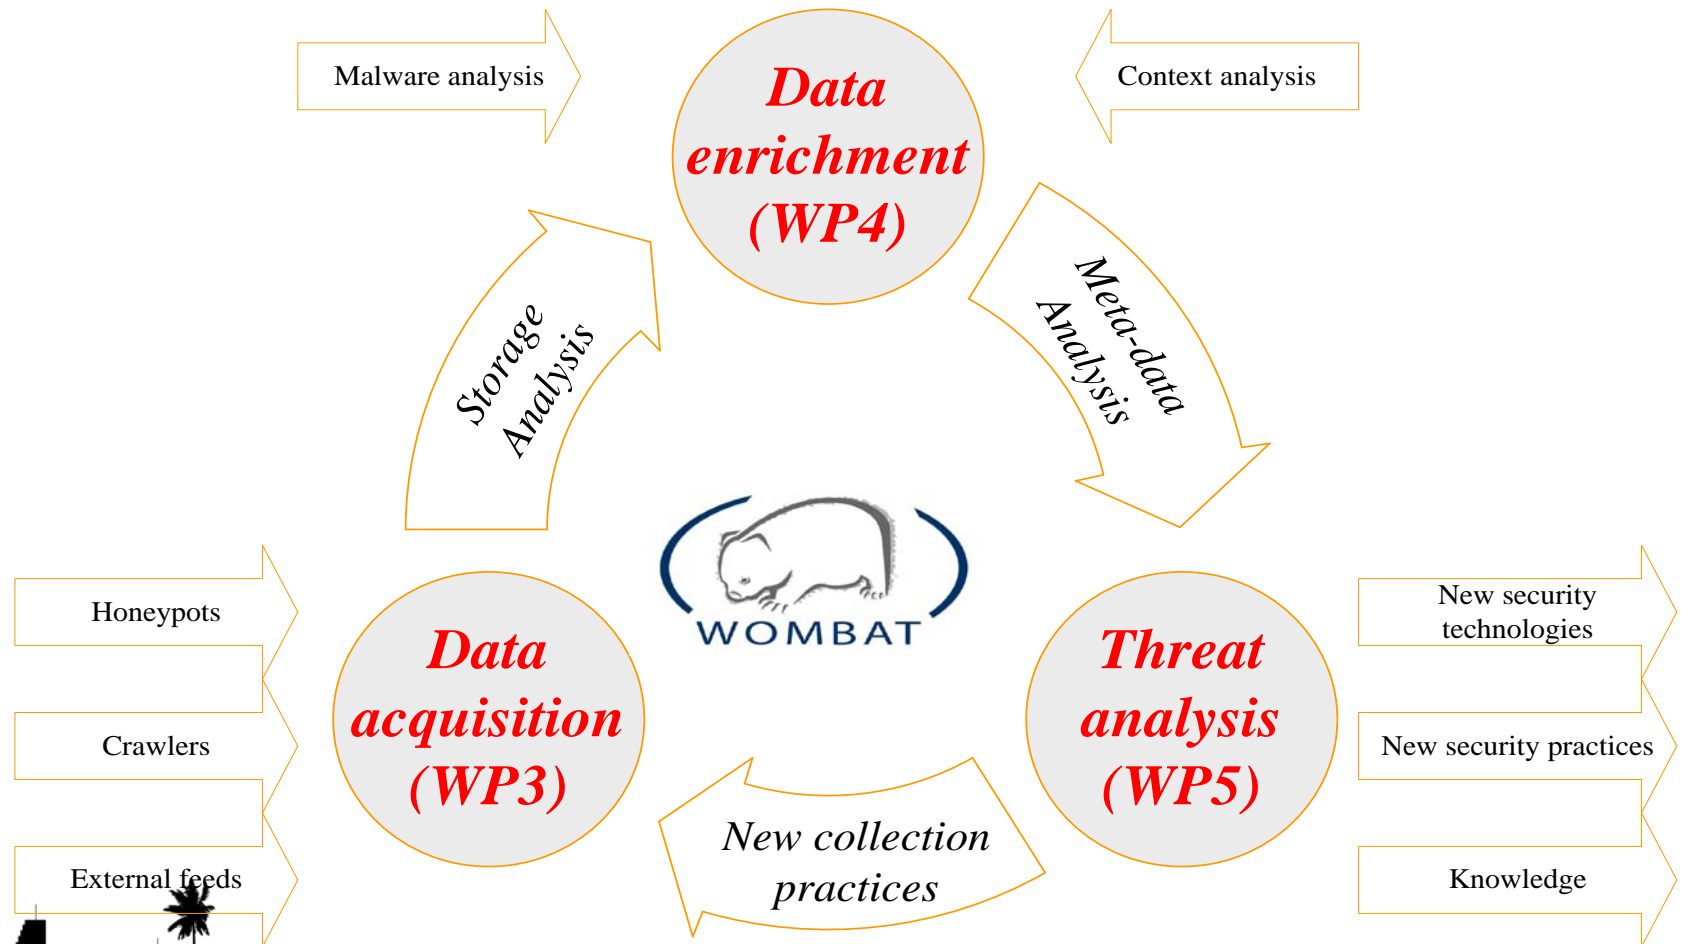 Malware analysis
Context analysis
Data
enrichment
(WP4)
Storage
Analysis
Meta-data
Analysis
WOMBAT
Honeypots
Crawlers
External feeds
Data
acquisition
(WP3)
Threat
analysis
(WP5)
New collection
practices
New security
technologies
New security practices
Knowledge